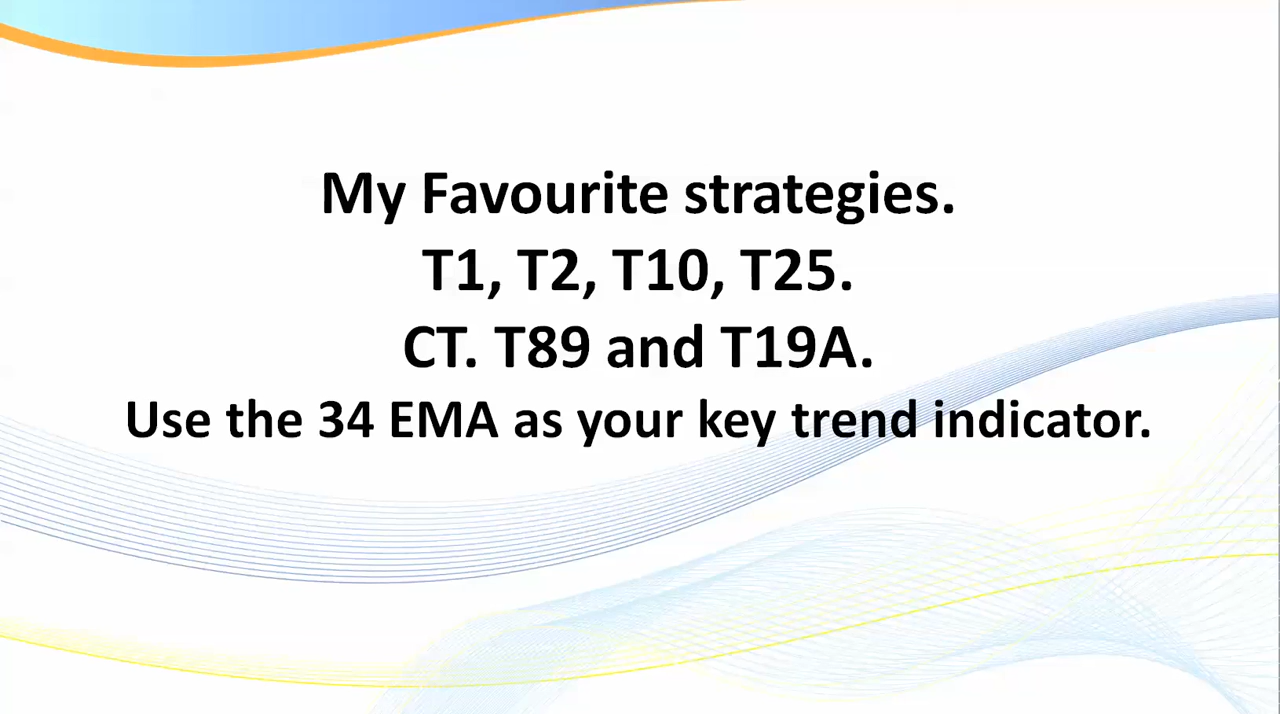 My Favourite strategies.
T1, T2, T10, T25.
CT. T89 and T19A.
Use the 34 EMA as your key trend indicator.